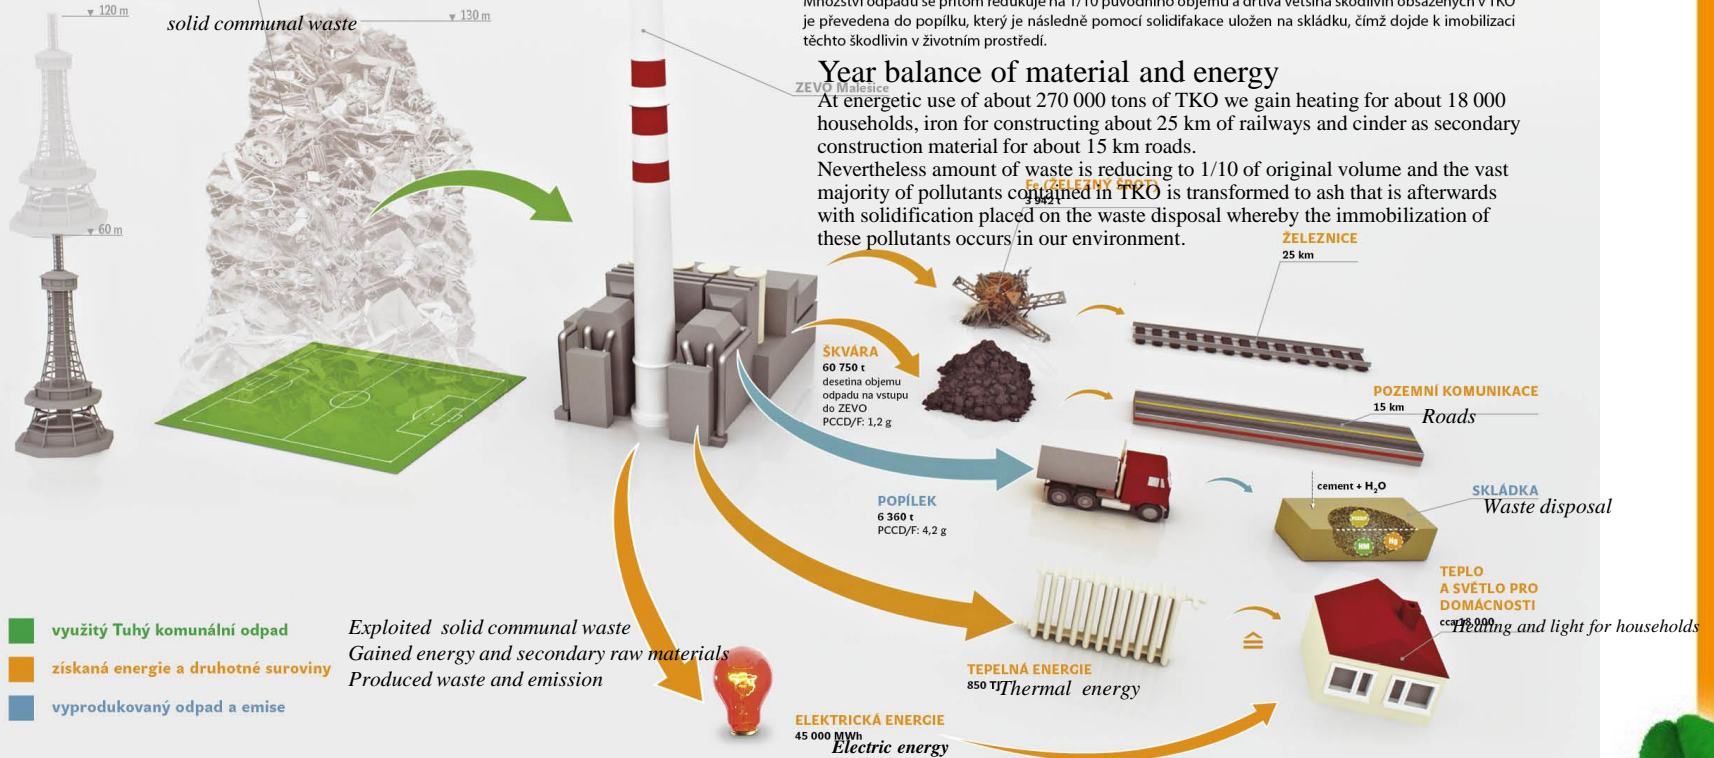 120 m
solid communal waste
130 m
60 m
Množství odpadu se přitom redukuje na 1/10 původního objemu a drtivá většina škodlivin obsažených v TKO
je převedena do popílku, který je následně pomocí solidifakace uložen na skládku, čímž dojde k imobilizaci
těchto škodlivin v životním prostředí.
ZEVO Malešice
Year balance of material and energy
At energetic use of about 270 000 tons of TKO we gain heating for about 18 000
households, iron for constructing about 25 km of railways and cinder as secondary
construction material for about 15 km roads.
Nevertheless amount of waste is reducing to 1/10 of original volume and the vast
majority of pollutants contained in TKO is transformed to ash that is afterwards
with solidification placed on the waste disposal whereby the immobilization of
these pollutants occurs in our environment.
Fe (ŽELEZNÝ ŠROT)
3 942 t
ŽELEZNICE
25 km
ŠKVÁRA
60 750 t
desetina objemu
odpadu na vstupu
do ZEVO
PCCD/F: 1,2 g
POZEMNÍ KOMUNIKACE
15 km
Roads
POPÍLEK
6 360 t
PCCD/F: 4,2 g
cement + H₂O
SKLÁDKA
Waste disposal
HM
Hg
TEPLO
A SVĚTLO PRO
DOMÁCNOSTI
cca 18 000
Heating and light for households
TEPELNÁ ENERGIE
850 TJ
Thermal energy
ELEKTRICKÁ ENERGIE
45 000 MWh
Electric energy
využitý Tuhý komunální odpad
získaná energie a druhotné suroviny
vyprodukovaný odpad a emise
Exploited solid communal waste
Gained energy and secondary raw materials
Produced waste and emission